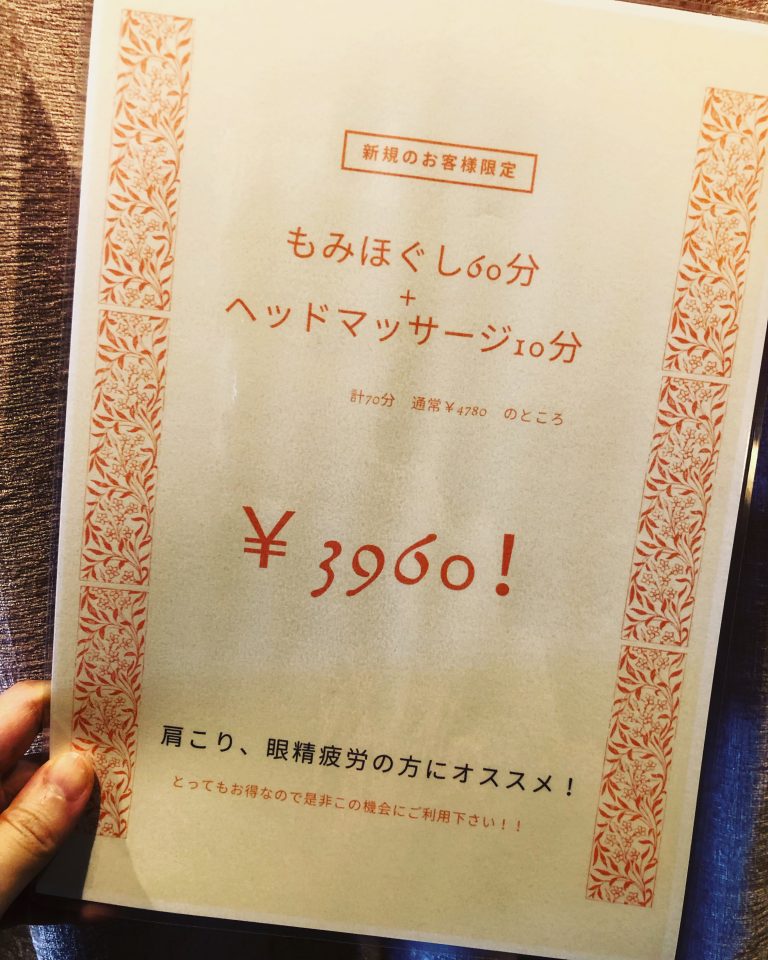 新規のお客様限定
もみほぐし60分
+
ヘッドマッサージ10分
計70分　通常￥4780　のところ
￥3960!
肩こり、眼精疲労の方にオススメ！
とってもお得なので是非この機会にご利用下さい！！